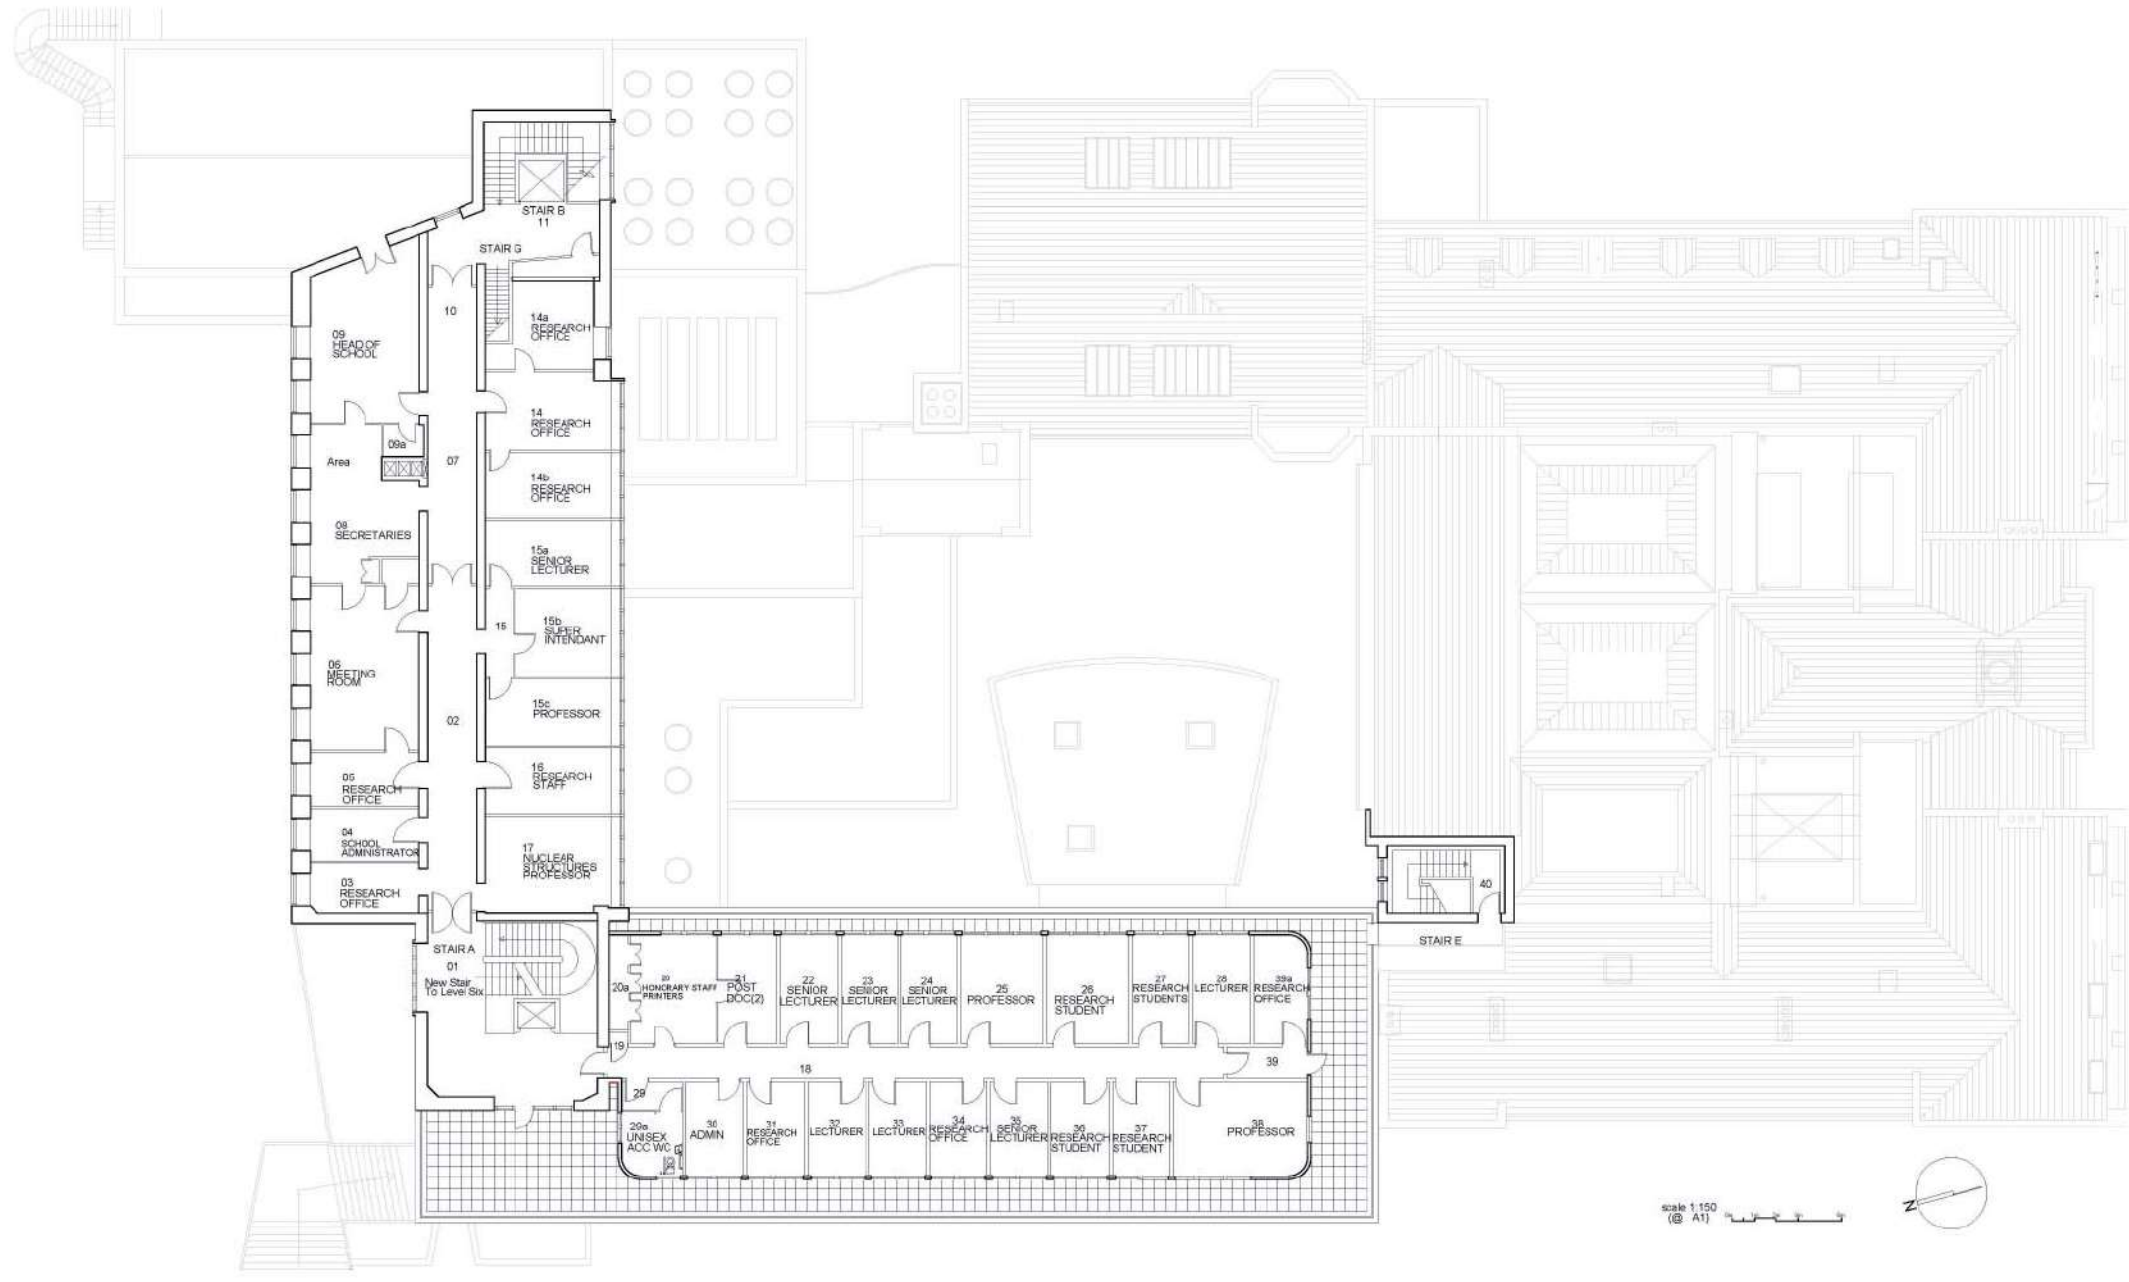 STAIR B
11
STAIR G
10
14a
RESEARCH
OFFICE
09
HEAD OF
SCHOOL
14
RESEARCH
OFFICE
09a
Area
07
14b
RESEARCH
OFFICE
08
SECRETARIES
15a
SENIOR
LECTURER
15
15b
SUPER
INTENDANT
06
MEETING
ROOM
15c
PROFESSOR
02
16
RESEARCH
STAFF
05
RESEARCH
OFFICE
04
SCHOOL
ADMINISTRATOR
17
NUCLEAR
STRUCTURES
PROFESSOR
03
RESEARCH
OFFICE
40
STAIR E
STAIR A
01
New Stair
To Level Six
20a
20
HONORARY STAFF
PRINTERS
21
POST
DOC(2)
22
SENIOR
LECTURER
23
SENIOR
LECTURER
24
SENIOR
LECTURER
25
PROFESSOR
26
RESEARCH
STUDENT
27
RESEARCH
STUDENTS
28
LECTURER
39a
RESEARCH
OFFICE
19
18
39
29
29a
UNISEX
ACC WC
30
ADMIN
31
RESEARCH
OFFICE
32
LECTURER
33
LECTURER
34
RESEARCH
OFFICE
35
SENIOR
LECTURER
36
RESEARCH
STUDENT
37
RESEARCH
STUDENT
38
PROFESSOR
scale 1:150
(@ A1)
N